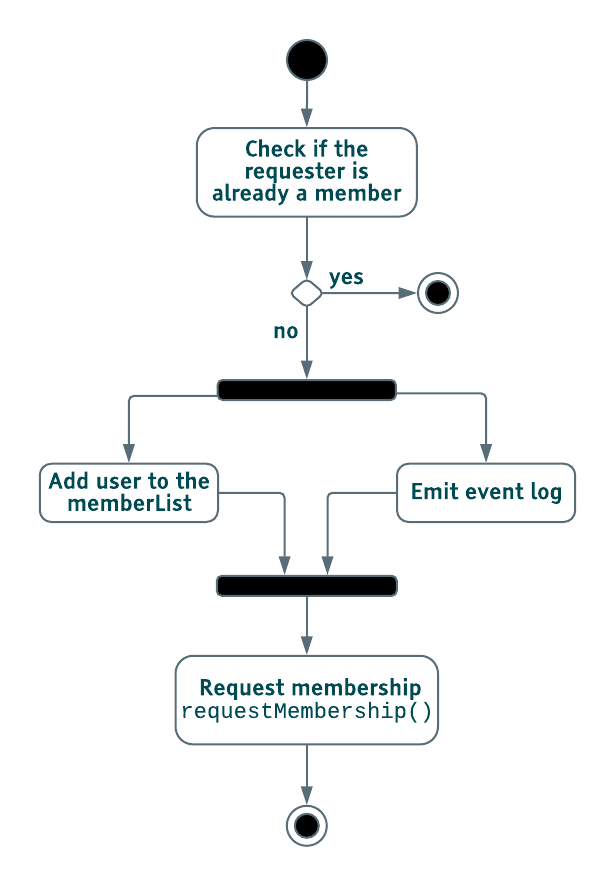 Check if the
requester is
already a member
yes
no
Add user to the
memberList
Emit event log
Request membership
requestMembership()